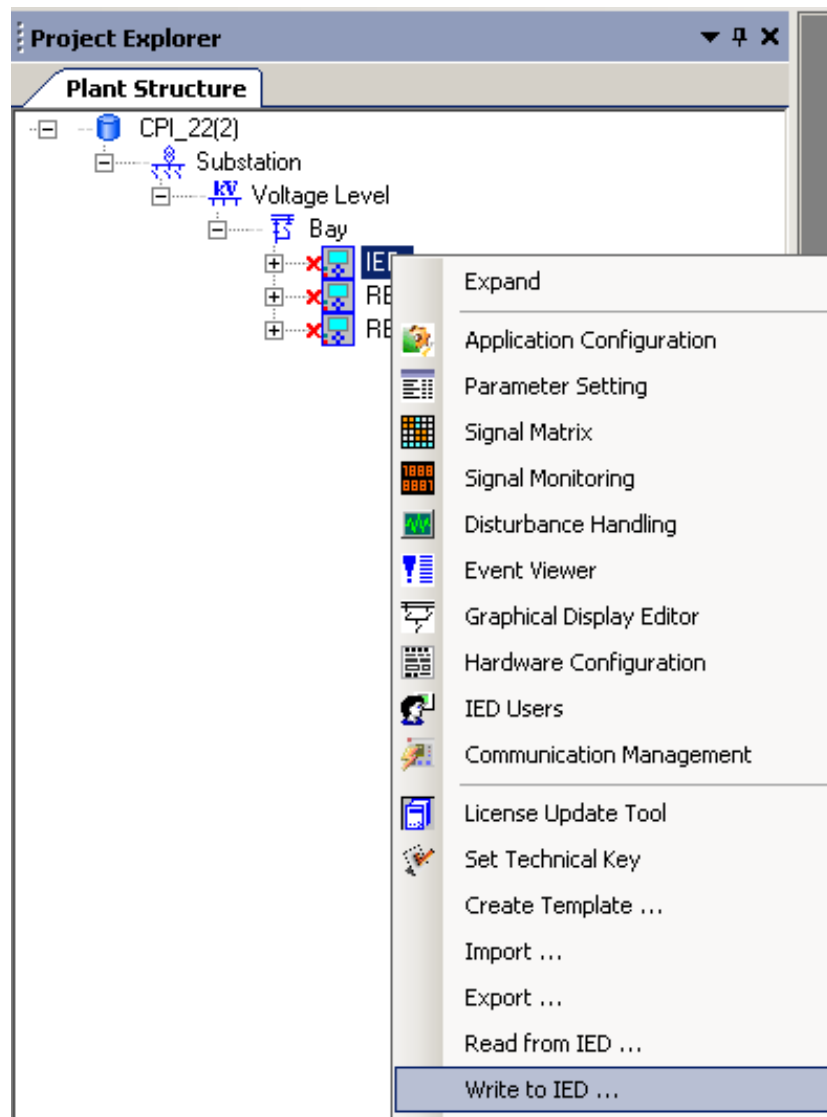 Project Explorer
Plant Structure
CPI_22(2)
Substation
Voltage Level
Bay
Expand
Application Configuration
Parameter Setting
Signal Matrix
Signal Monitoring
Disturbance Handling
Event Viewer
Graphical Display Editor
Hardware Configuration
IED Users
Communication Management
License Update Tool
Set Technical Key
Create Template ...
Import ...
Export ...
Read from IED ...
Write to IED ...